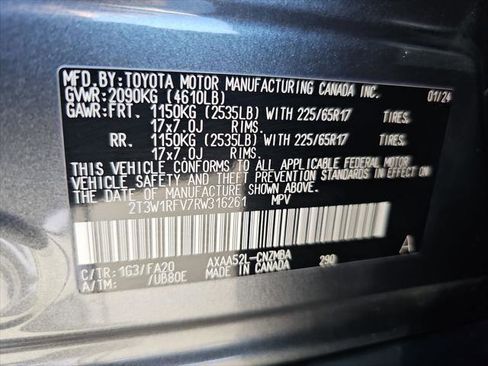 MFD. BY: TOYOTA MOTOR MANUFACTURING CANADA INC. 01/24
GVWR: 2090KG (4610LB)
GAWR: FRT. 1150KG (2535LB) WITH 225/65R17 TIRES.
17x7.0J RIMS.
RR. 1150KG (2535LB) WITH 225/65R17 TIRES.
17x7.0J RIMS.
THIS VEHICLE CONFORMS TO ALL APPLICABLE FEDERAL MOTOR
VEHICLE SAFETY AND THEFT PREVENTION STANDARDS IN EFFECT ON
THE DATE OF MANUFACTURE SHOWN ABOVE.
2T3W1RFV7RW316261 MPV
C/TR: 1G3/FA20 AXAA52L-CNZMBA 290 A
A/TM: /UB80E MADE IN CANADA